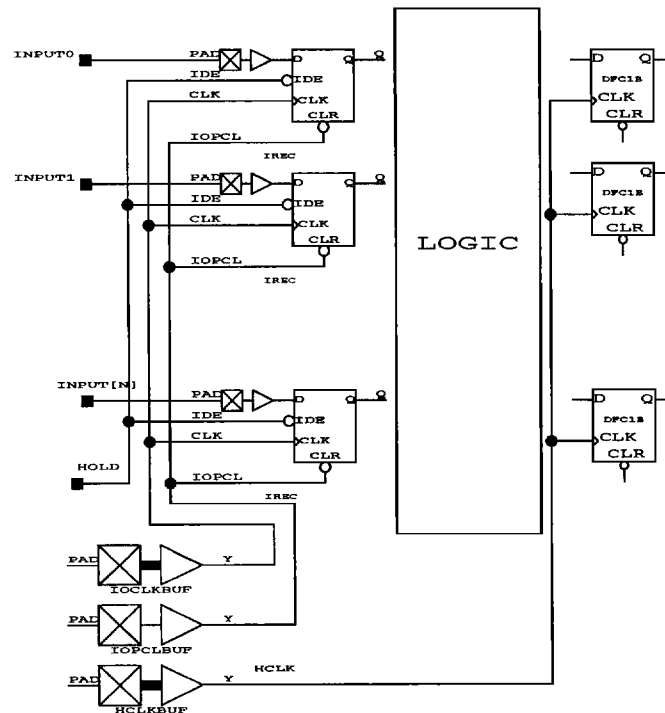 INPUT0
PAD
D
Q
Q
IDE
IDE
CLK
CLK
CLR
IOPCL
IREC
INPUT1
PAD
D
Q
Q
IDE
IDE
CLK
CLK
CLR
IOPCL
IREC
INPUT[N]
PAD
D
Q
Q
IDE
IDE
CLK
CLK
CLR
HOLD
IOPCL
IREC
LOGIC
D
Q
DFC1B
CLK
CLR
D
Q
DFC1B
CLK
CLR
D
Q
DFC1B
CLK
CLR
PAD
Y
IOCLKBUF
PAD
Y
IOPCLBUF
HCLK
PAD
Y
HCLKBUF